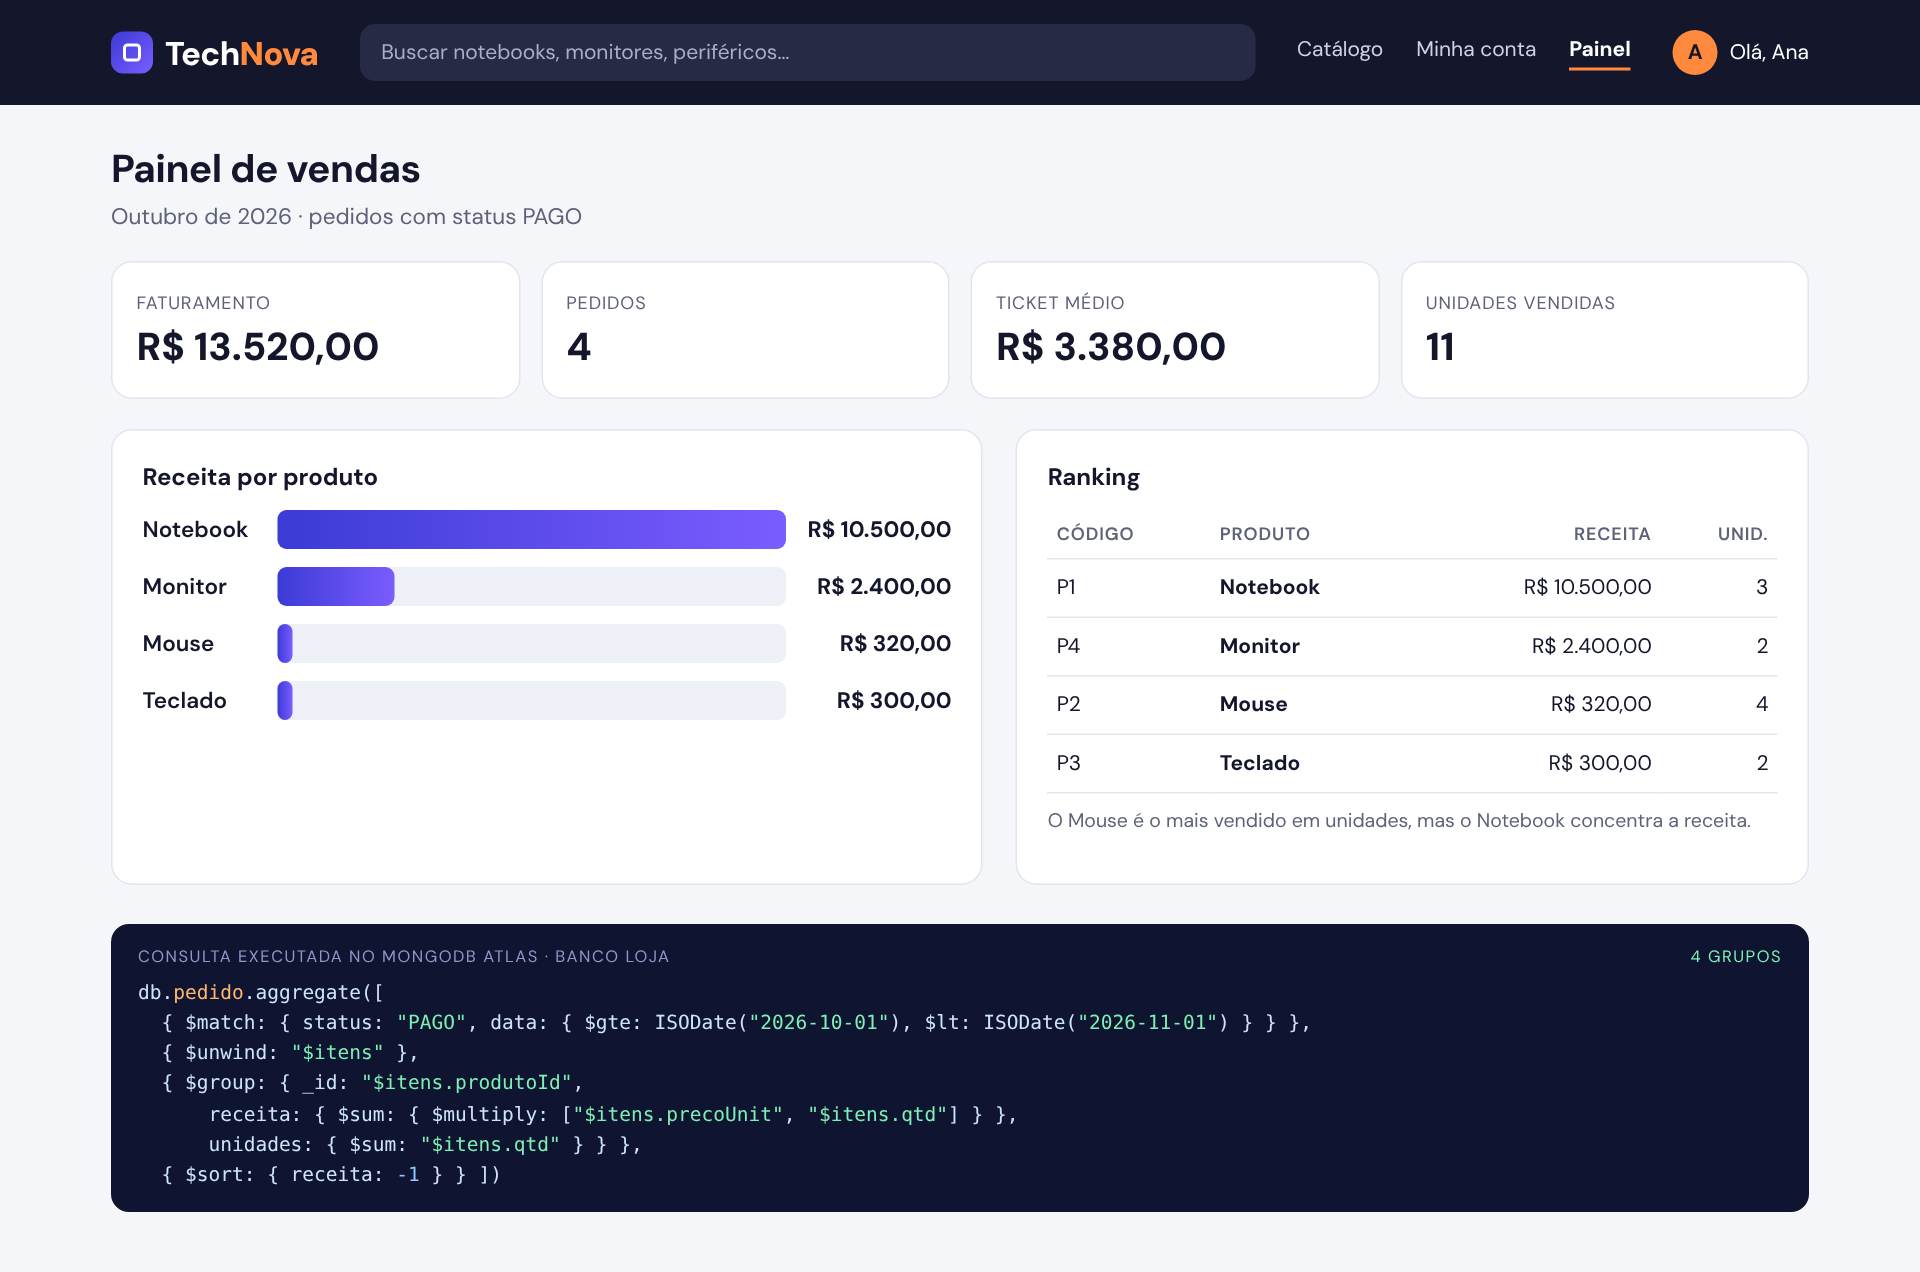 TechNova
Buscar notebooks, monitores, periféricos...
Catálogo
Minha conta
Painel
A
Olá, Ana
Painel de vendas
Outubro de 2026 · pedidos com status PAGO
FATURAMENTO
R$ 13.520,00
PEDIDOS
4
TICKET MÉDIO
R$ 3.380,00
UNIDADES VENDIDAS
11
Receita por produto
Notebook R$ 10.500,00
Monitor R$ 2.400,00
Mouse R$ 320,00
Teclado R$ 300,00
Ranking
CÓDIGO PRODUTO RECEITA UNID.
P1 Notebook R$ 10.500,00 3
P4 Monitor R$ 2.400,00 2
P2 Mouse R$ 320,00 4
P3 Teclado R$ 300,00 2
O Mouse é o mais vendido em unidades, mas o Notebook concentra a receita.
CONSULTA EXECUTADA NO MONGODB ATLAS · BANCO LOJA
4 GRUPOS
db.pedido.aggregate([
  { $match: { status: "PAGO", data: { $gte: ISODate("2026-10-01"), $lt: ISODate("2026-11-01") } } },
  { $unwind: "$itens" },
  { $group: { _id: "$itens.produtoId",
      receita: { $sum: { $multiply: ["$itens.precoUnit", "$itens.qtd"] } },
      unidades: { $sum: "$itens.qtd" } } },
  { $sort: { receita: -1 } } ])